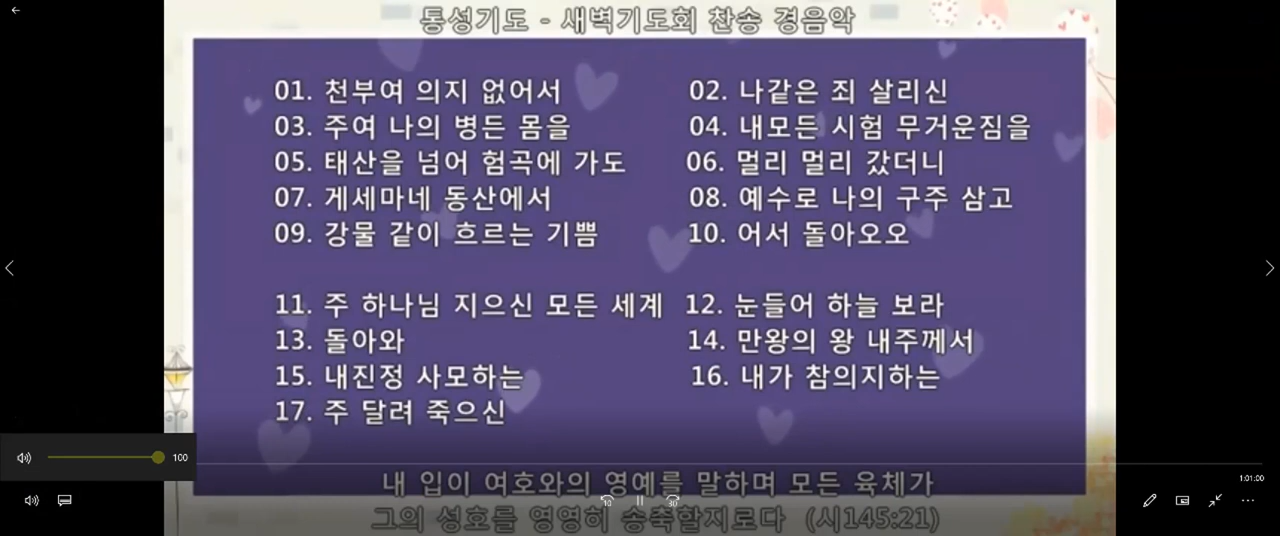 통성기도 - 새벽기도회 찬송 경음악
01. 천부여 의지 없어서 02. 나같은 죄 살리신
03. 주여 나의 병든 몸을 04. 내모든 시험 무거운짐을
05. 태산을 넘어 험곡에 가도 06. 멀리 멀리 갔더니
07. 게세마네 동산에서 08. 예수로 나의 구주 삼고
09. 강물 같이 흐르는 기쁨 10. 어서 돌아오오
11. 주 하나님 지으신 모든 세계 12. 눈들어 하늘 보라
13. 돌아와 14. 만왕의 왕 내주께서
15. 내진정 사모하는 16. 내가 참의지하는
17. 주 달려 죽으신
100
내 입이 여호와의 영예를 말하며 모든 육체가
1:01:00
10 30
그의 성호를 영영히 송축할지로다 (시145:21)